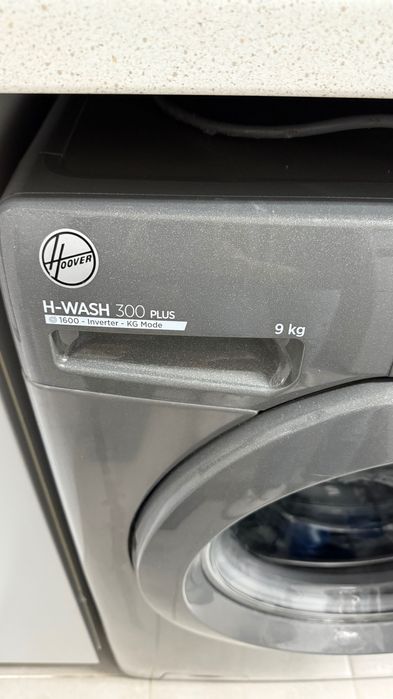 HOOVER
H-WASH 300 PLUS
1600 - Inverter - KG Mode
9 kg